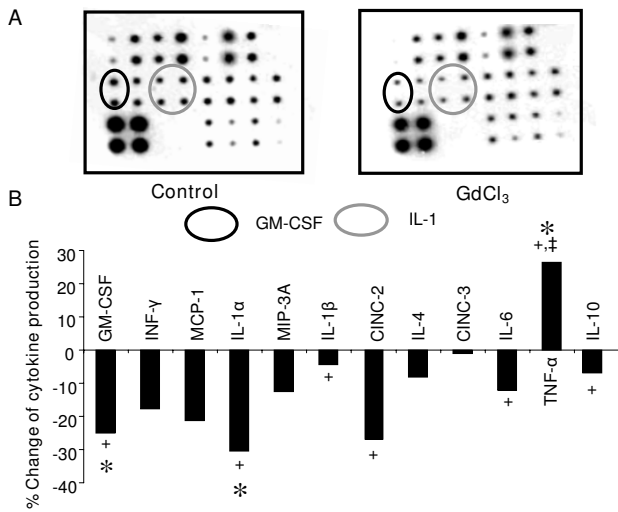 A
Control
GdCl₃
B
GM-CSF
IL-1
% Change of cytokine production
30
20
10
0
-10
-20
-30
-40
GM-CSF
INF-γ
MCP-1
IL-1α
MIP-3A
IL-1β
CINC-2
IL-4
CINC-3
IL-6
TNF-α
IL-10
*
+,‡
+
*
+
*
+
+
+
+